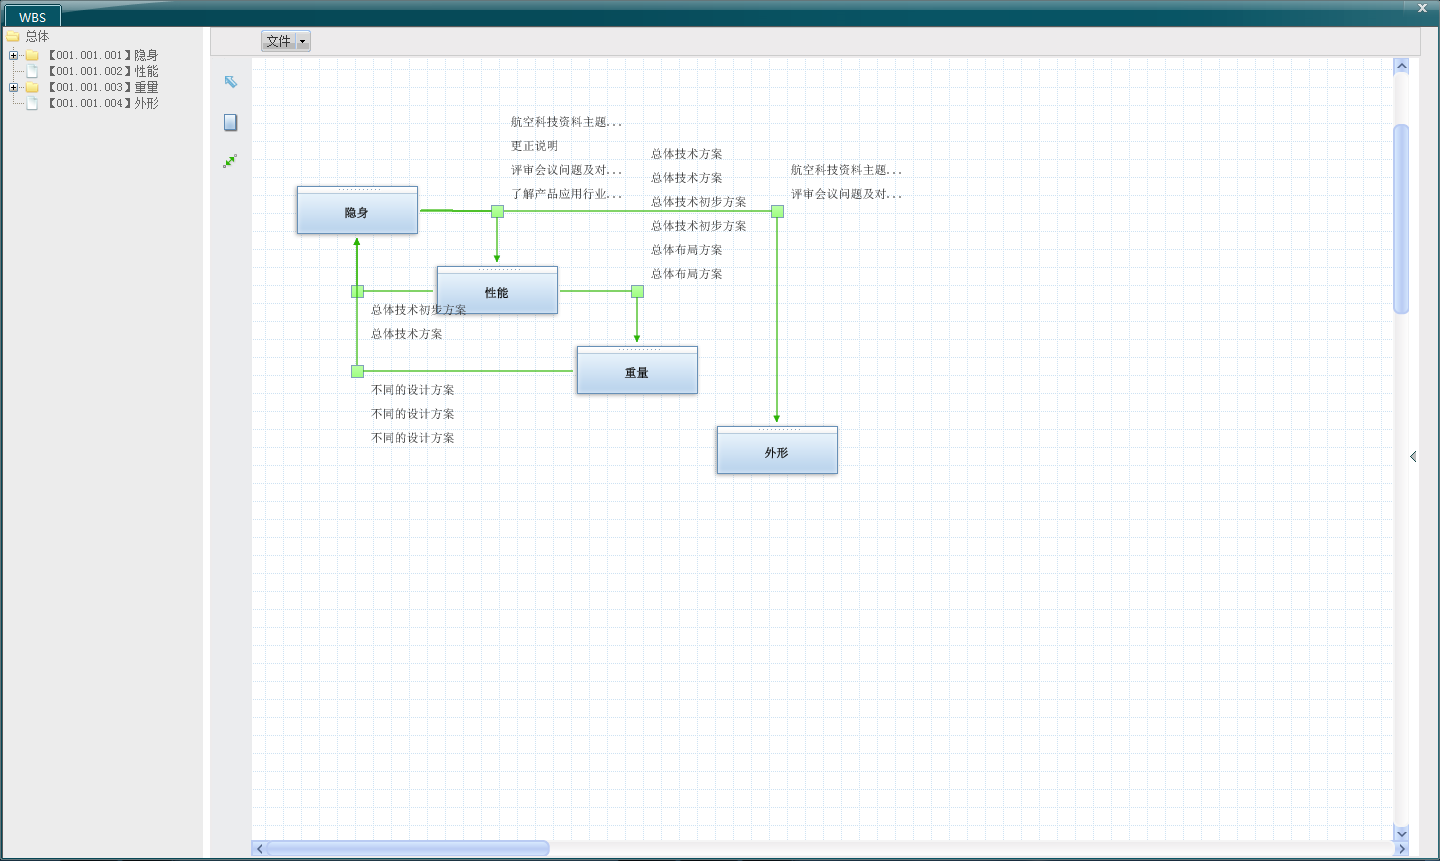 WBS
总体
【001.001.001】隐身
【001.001.002】性能
【001.001.003】重量
【001.001.004】外形
文件
航空科技资料主题...
更正说明
评审会议问题及对...
了解产品应用行业...
总体技术方案
总体技术方案
总体技术初步方案
总体技术初步方案
总体布局方案
总体布局方案
航空科技资料主题...
评审会议问题及对...
隐身
性能
总体技术初步方案
总体技术方案
重量
不同的设计方案
不同的设计方案
不同的设计方案
外形